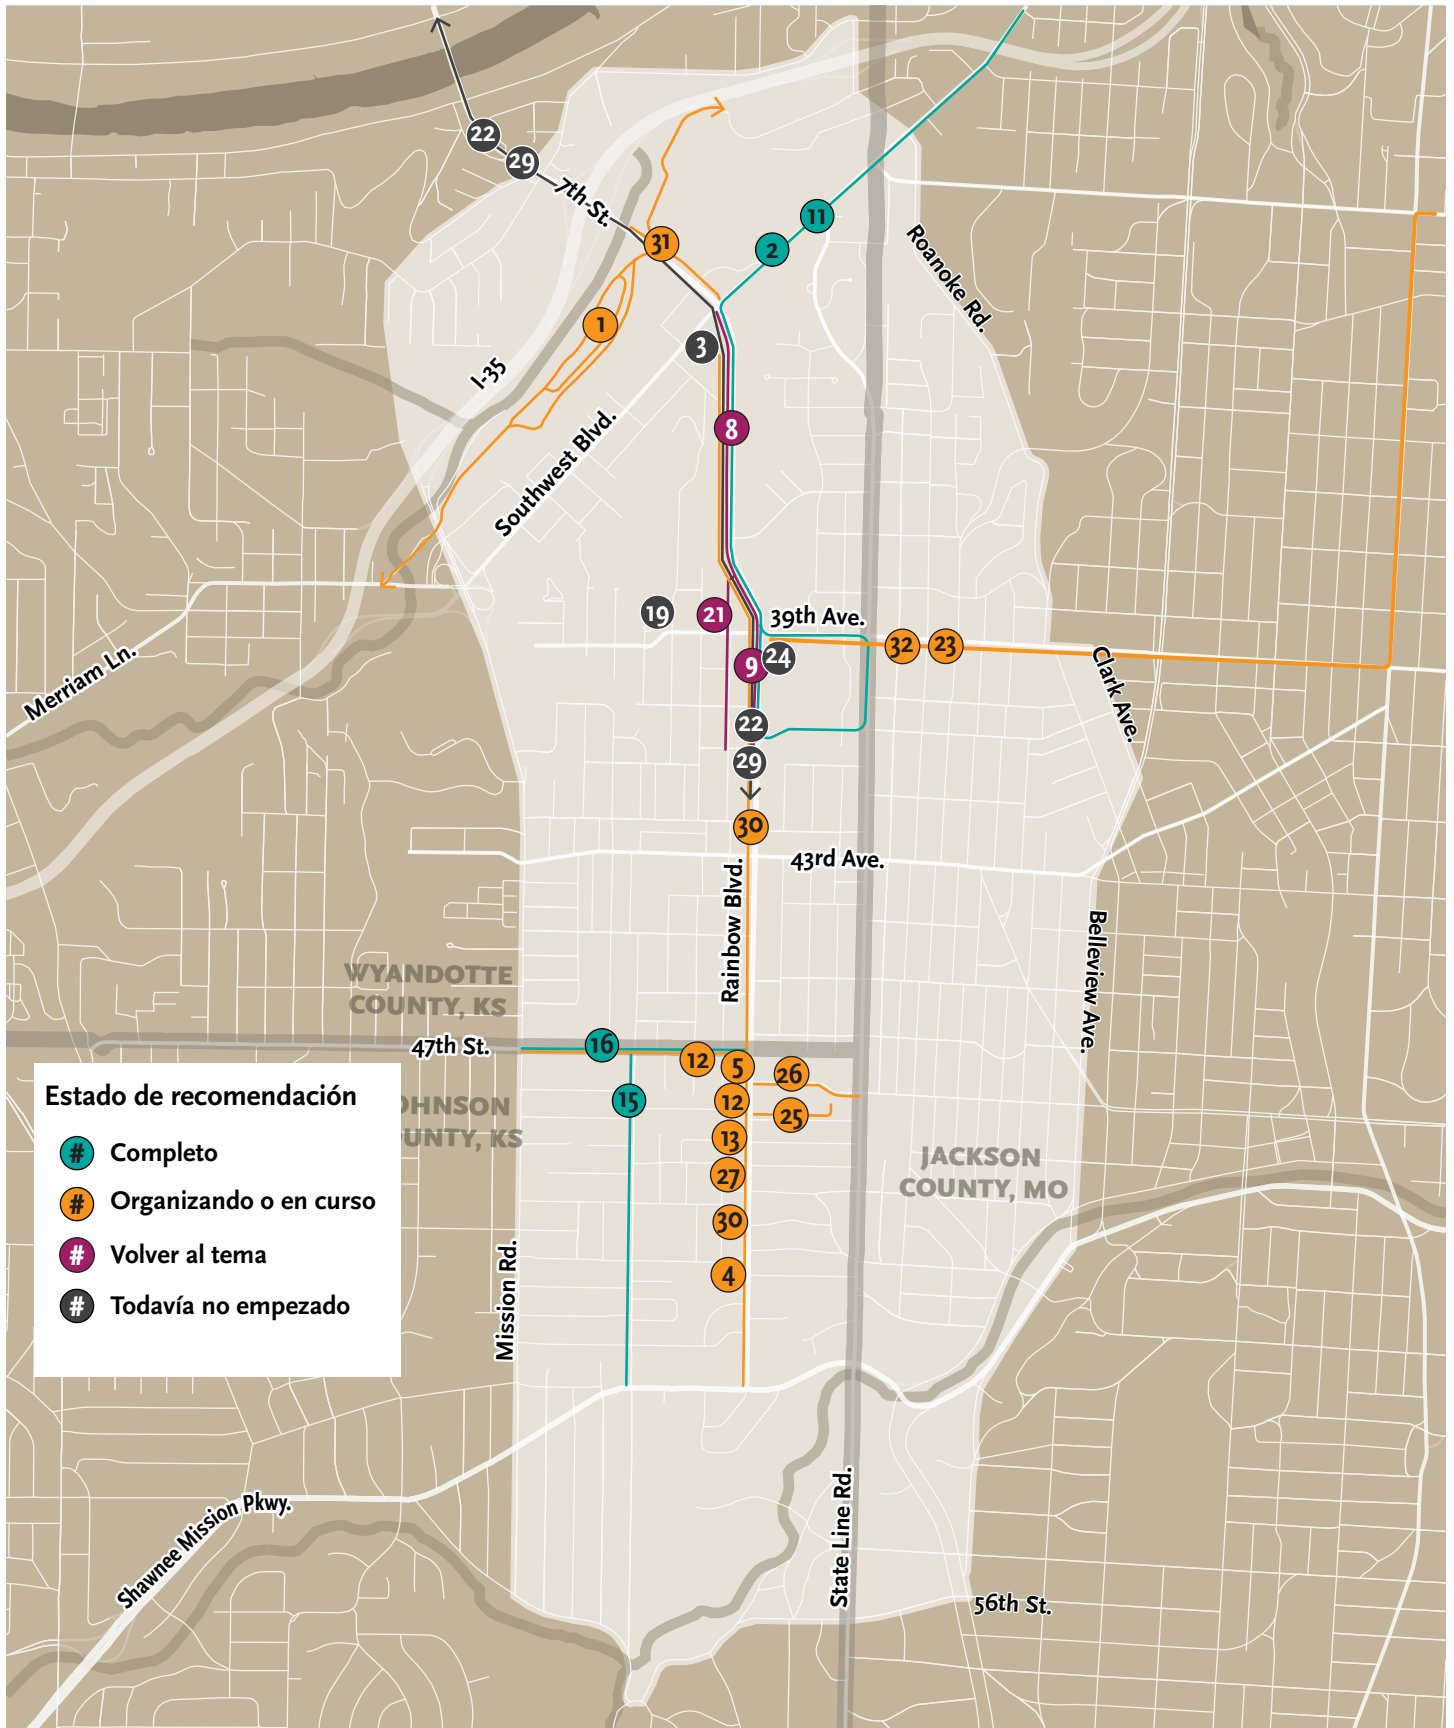 22
29
7th St.
11
2
31
Roanoke Rd.
1
3
I-35
8
Southwest Blvd.
19
21
39th Ave.
32
23
9
24
Clark Ave.
Merriam Ln.
22
29
30
43rd Ave.
Rainbow Blvd.
Belleview Ave.
WYANDOTTE
COUNTY, KS
47th St.
16
12
5
26
15
12
25
OHNSON
UNTY, KS
13
27
30
4
JACKSON
COUNTY, MO
Estado de recomendación
# Completo
# Organizando o en curso
# Volver al tema
# Todavía no empezado
Mission Rd.
State Line Rd.
Shawnee Mission Pkwy.
56th St.